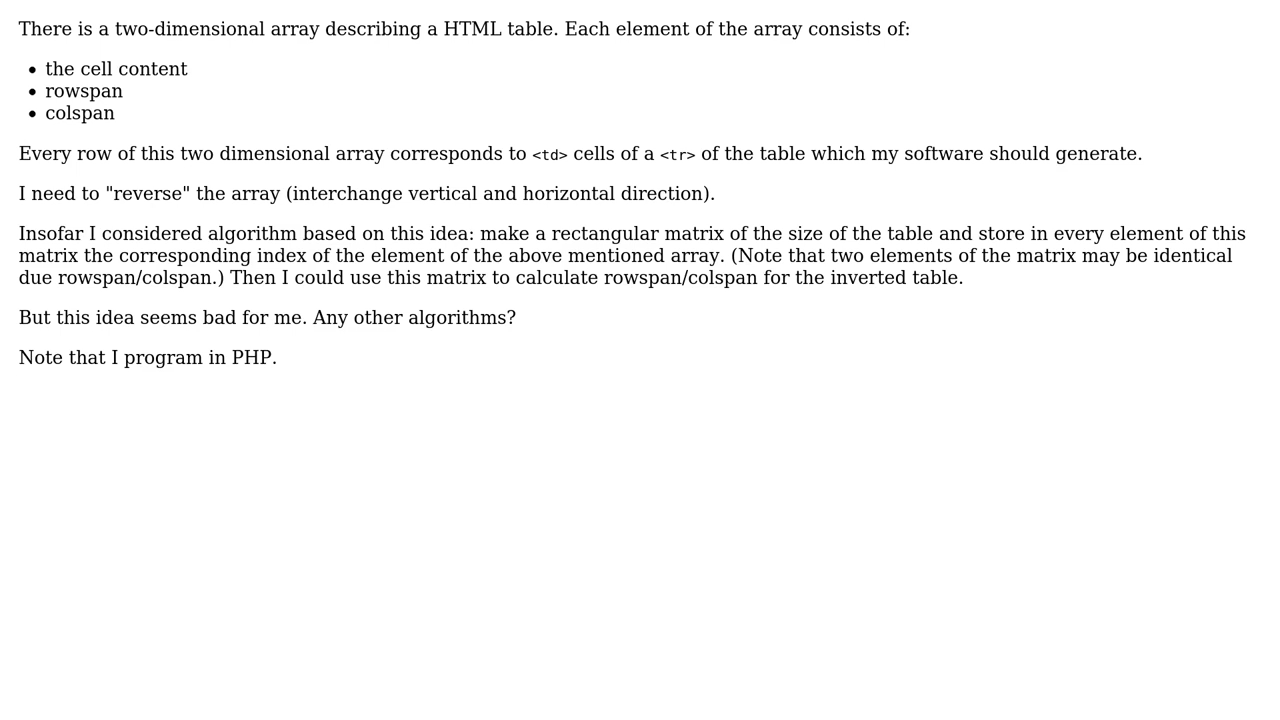 There is a two-dimensional array describing a HTML table. Each element of the array consists of:
• the cell content
• rowspan
• colspan
Every row of this two dimensional array corresponds to <td> cells of a <tr> of the table which my software should generate.
I need to "reverse" the array (interchange vertical and horizontal direction).
Insofar I considered algorithm based on this idea: make a rectangular matrix of the size of the table and store in every element of this
matrix the corresponding index of the element of the above mentioned array. (Note that two elements of the matrix may be identical
due rowspan/colspan.) Then I could use this matrix to calculate rowspan/colspan for the inverted table.
But this idea seems bad for me. Any other algorithms?
Note that I program in PHP.